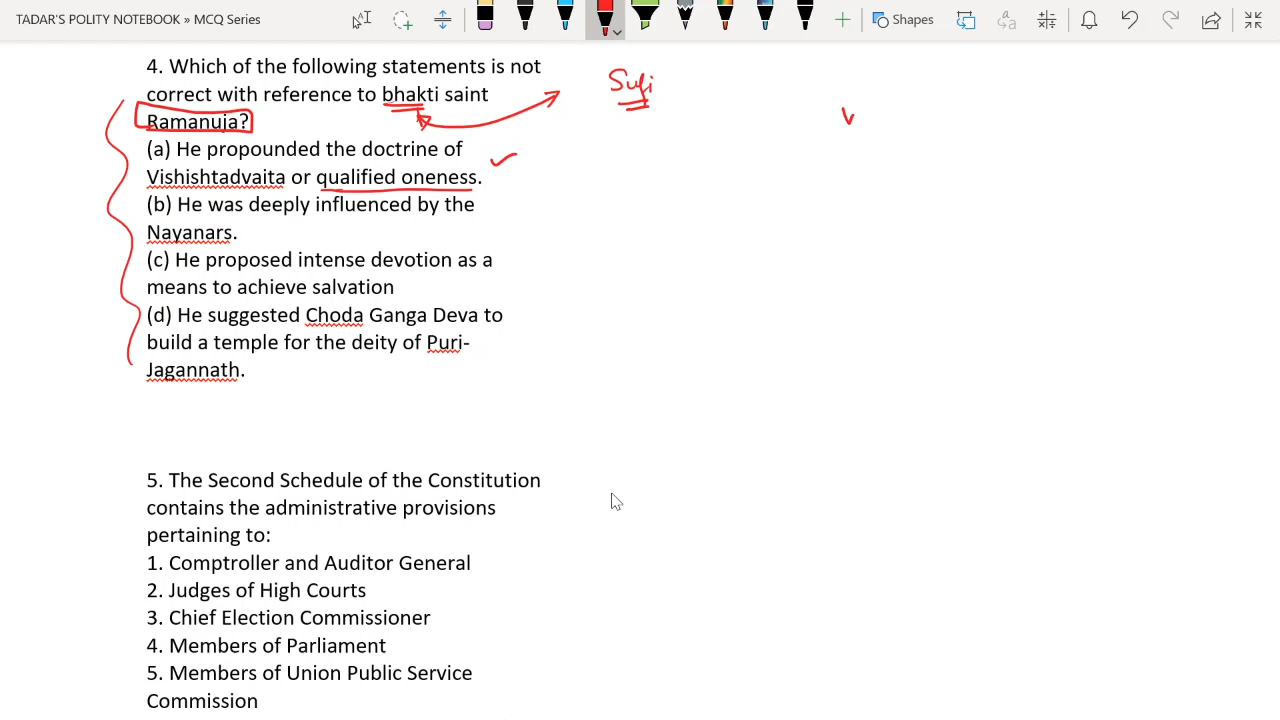 TADAR'S POLITY NOTEBOOK » MCQ Series
Shapes
4. Which of the following statements is not
correct with reference to bhakti saint
Ramanuja?
(a) He propounded the doctrine of
Vishishtadvaita or qualified oneness.
(b) He was deeply influenced by the
Nayanars.
(c) He proposed intense devotion as a
means to achieve salvation
(d) He suggested Choda Ganga Deva to
build a temple for the deity of Puri-
Jagannath.
Sufi
5. The Second Schedule of the Constitution
contains the administrative provisions
pertaining to:
1. Comptroller and Auditor General
2. Judges of High Courts
3. Chief Election Commissioner
4. Members of Parliament
5. Members of Union Public Service
Commission